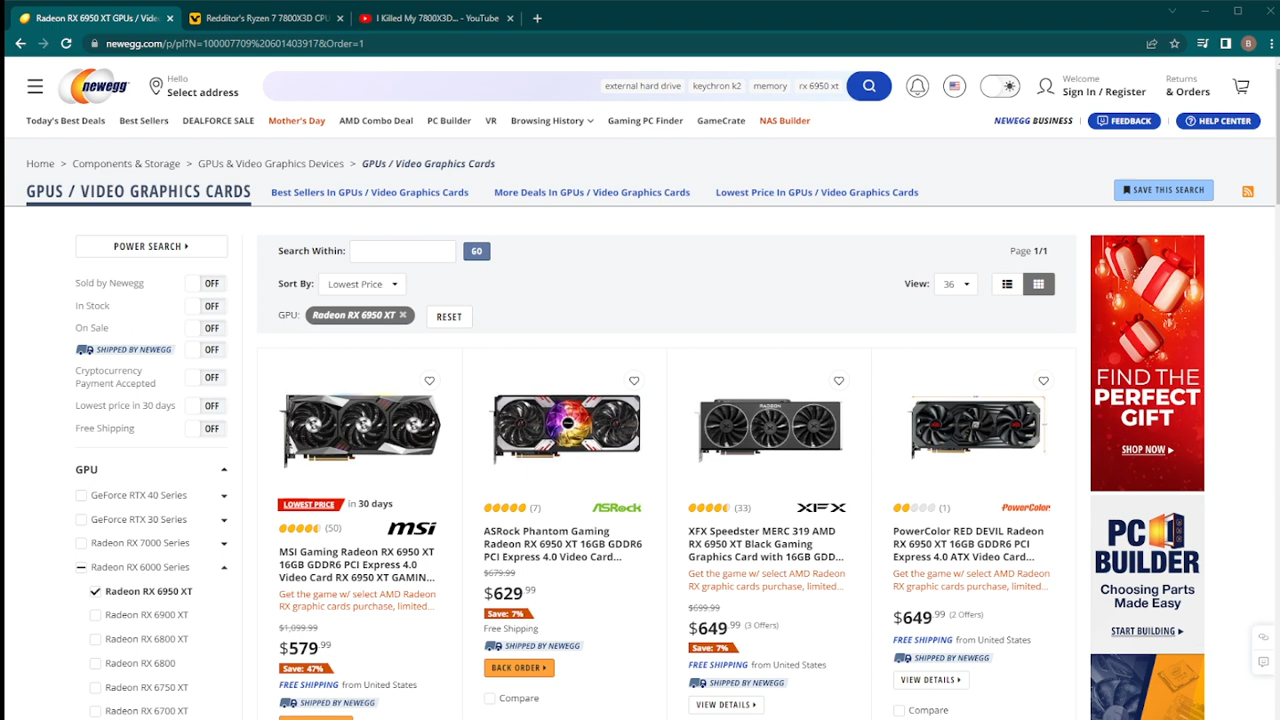 Radeon RX 6950 XT GPUs / Vide
Redditor's Ryzen 7 7800X3D CPU
I Killed My 7800X3D... - YouTube
newegg.com/p/pl?N=100007709%20601403917&Order=1
B
newegg
Hello
Select address
external hard drive
keychron k2
memory
rx 6950 xt
Welcome
Sign In / Register
Returns
& Orders
Today's Best Deals
Best Sellers
DEALFORCE SALE
Mother's Day
AMD Combo Deal
PC Builder
VR
Browsing History
Gaming PC Finder
GameCrate
NAS Builder
NEWEGG BUSINESS
FEEDBACK
HELP CENTER
Home > Components & Storage > GPUs & Video Graphics Devices > GPUs / Video Graphics Cards
GPUS / VIDEO GRAPHICS CARDS
Best Sellers In GPUs / Video Graphics Cards
More Deals In GPUs / Video Graphics Cards
Lowest Price In GPUs / Video Graphics Cards
SAVE THIS SEARCH
POWER SEARCH
Sold by Newegg OFF
In Stock OFF
On Sale OFF
SHIPPED BY NEWEGG OFF
Cryptocurrency
Payment Accepted OFF
Lowest price in 30 days OFF
Free Shipping OFF
GPU
GeForce RTX 40 Series
GeForce RTX 30 Series
Radeon RX 7000 Series
Radeon RX 6000 Series
Radeon RX 6950 XT
Radeon RX 6900 XT
Radeon RX 6800 XT
Radeon RX 6800
Radeon RX 6750 XT
Radeon RX 6700 XT
Search Within:
GO
Page 1/1
Sort By: Lowest Price
View: 36
GPU: Radeon RX 6950 XT
RESET
LOWEST PRICE in 30 days
(50)
msi
MSI Gaming Radeon RX 6950 XT
16GB GDDR6 PCI Express 4.0
Video Card RX 6950 XT GAMIN...
Get the game w/ select AMD Radeon
RX graphic cards purchase, limited...
$1,099.99
$579.99
Save: 47%
FREE SHIPPING from United States
SHIPPED BY NEWEGG
(7)
ASRock
ASRock Phantom Gaming
Radeon RX 6950 XT 16GB GDDR6
PCI Express 4.0 Video Card...
$679.99
$629.99
Save: 7%
Free Shipping
SHIPPED BY NEWEGG
BACK ORDER
Compare
RADEON
(33)
XFX
XFX Speedster MERC 319 AMD
RX 6950 XT Black Gaming
Graphics Card with 16GB GDD...
Get the game w/ select AMD Radeon
RX graphic cards purchase, limited...
$699.99
$649.99 (3 Offers)
Save: 7%
FREE SHIPPING from United States
SHIPPED BY NEWEGG
VIEW DETAILS
(1)
PowerColor
PowerColor RED DEVIL Radeon
RX 6950 XT 16GB GDDR6 PCI
Express 4.0 ATX Video Card...
Get the game w/ select AMD Radeon
RX graphic cards purchase, limited...
$649.99 (2 Offers)
FREE SHIPPING from United States
SHIPPED BY NEWEGG
VIEW DETAILS
Compare
FIND THE
PERFECT
GIFT
SHOP NOW
PC
BUILDER
Choosing Parts
Made Easy
START BUILDING